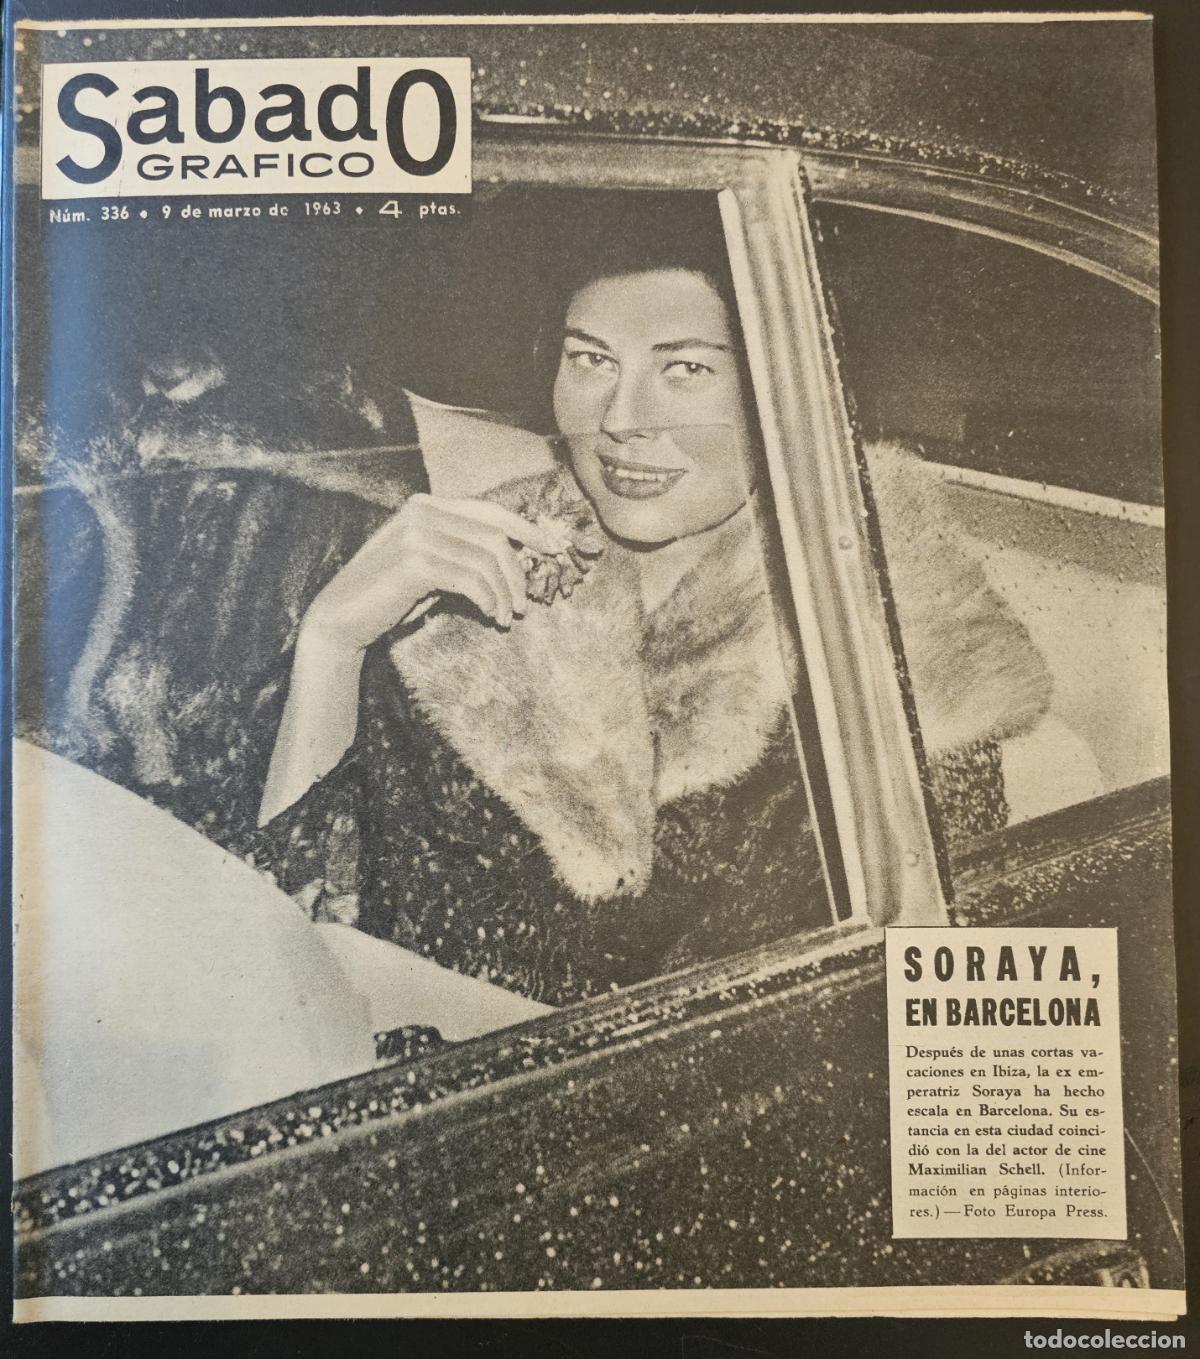 Sabado
GRAFICO
Núm. 336 • 9 de marzo de 1963 • 4 ptas.
SORAYA,
EN BARCELONA
Después de unas cortas va-
caciones en Ibiza, la ex em-
peratriz Soraya ha hecho
escala en Barcelona. Su es-
tancia en esta ciudad coinci-
dió con la del actor de cine
Maximilian Schell. (Infor-
mación en páginas interio-
res.) — Foto Europa Press.
todocoleccion